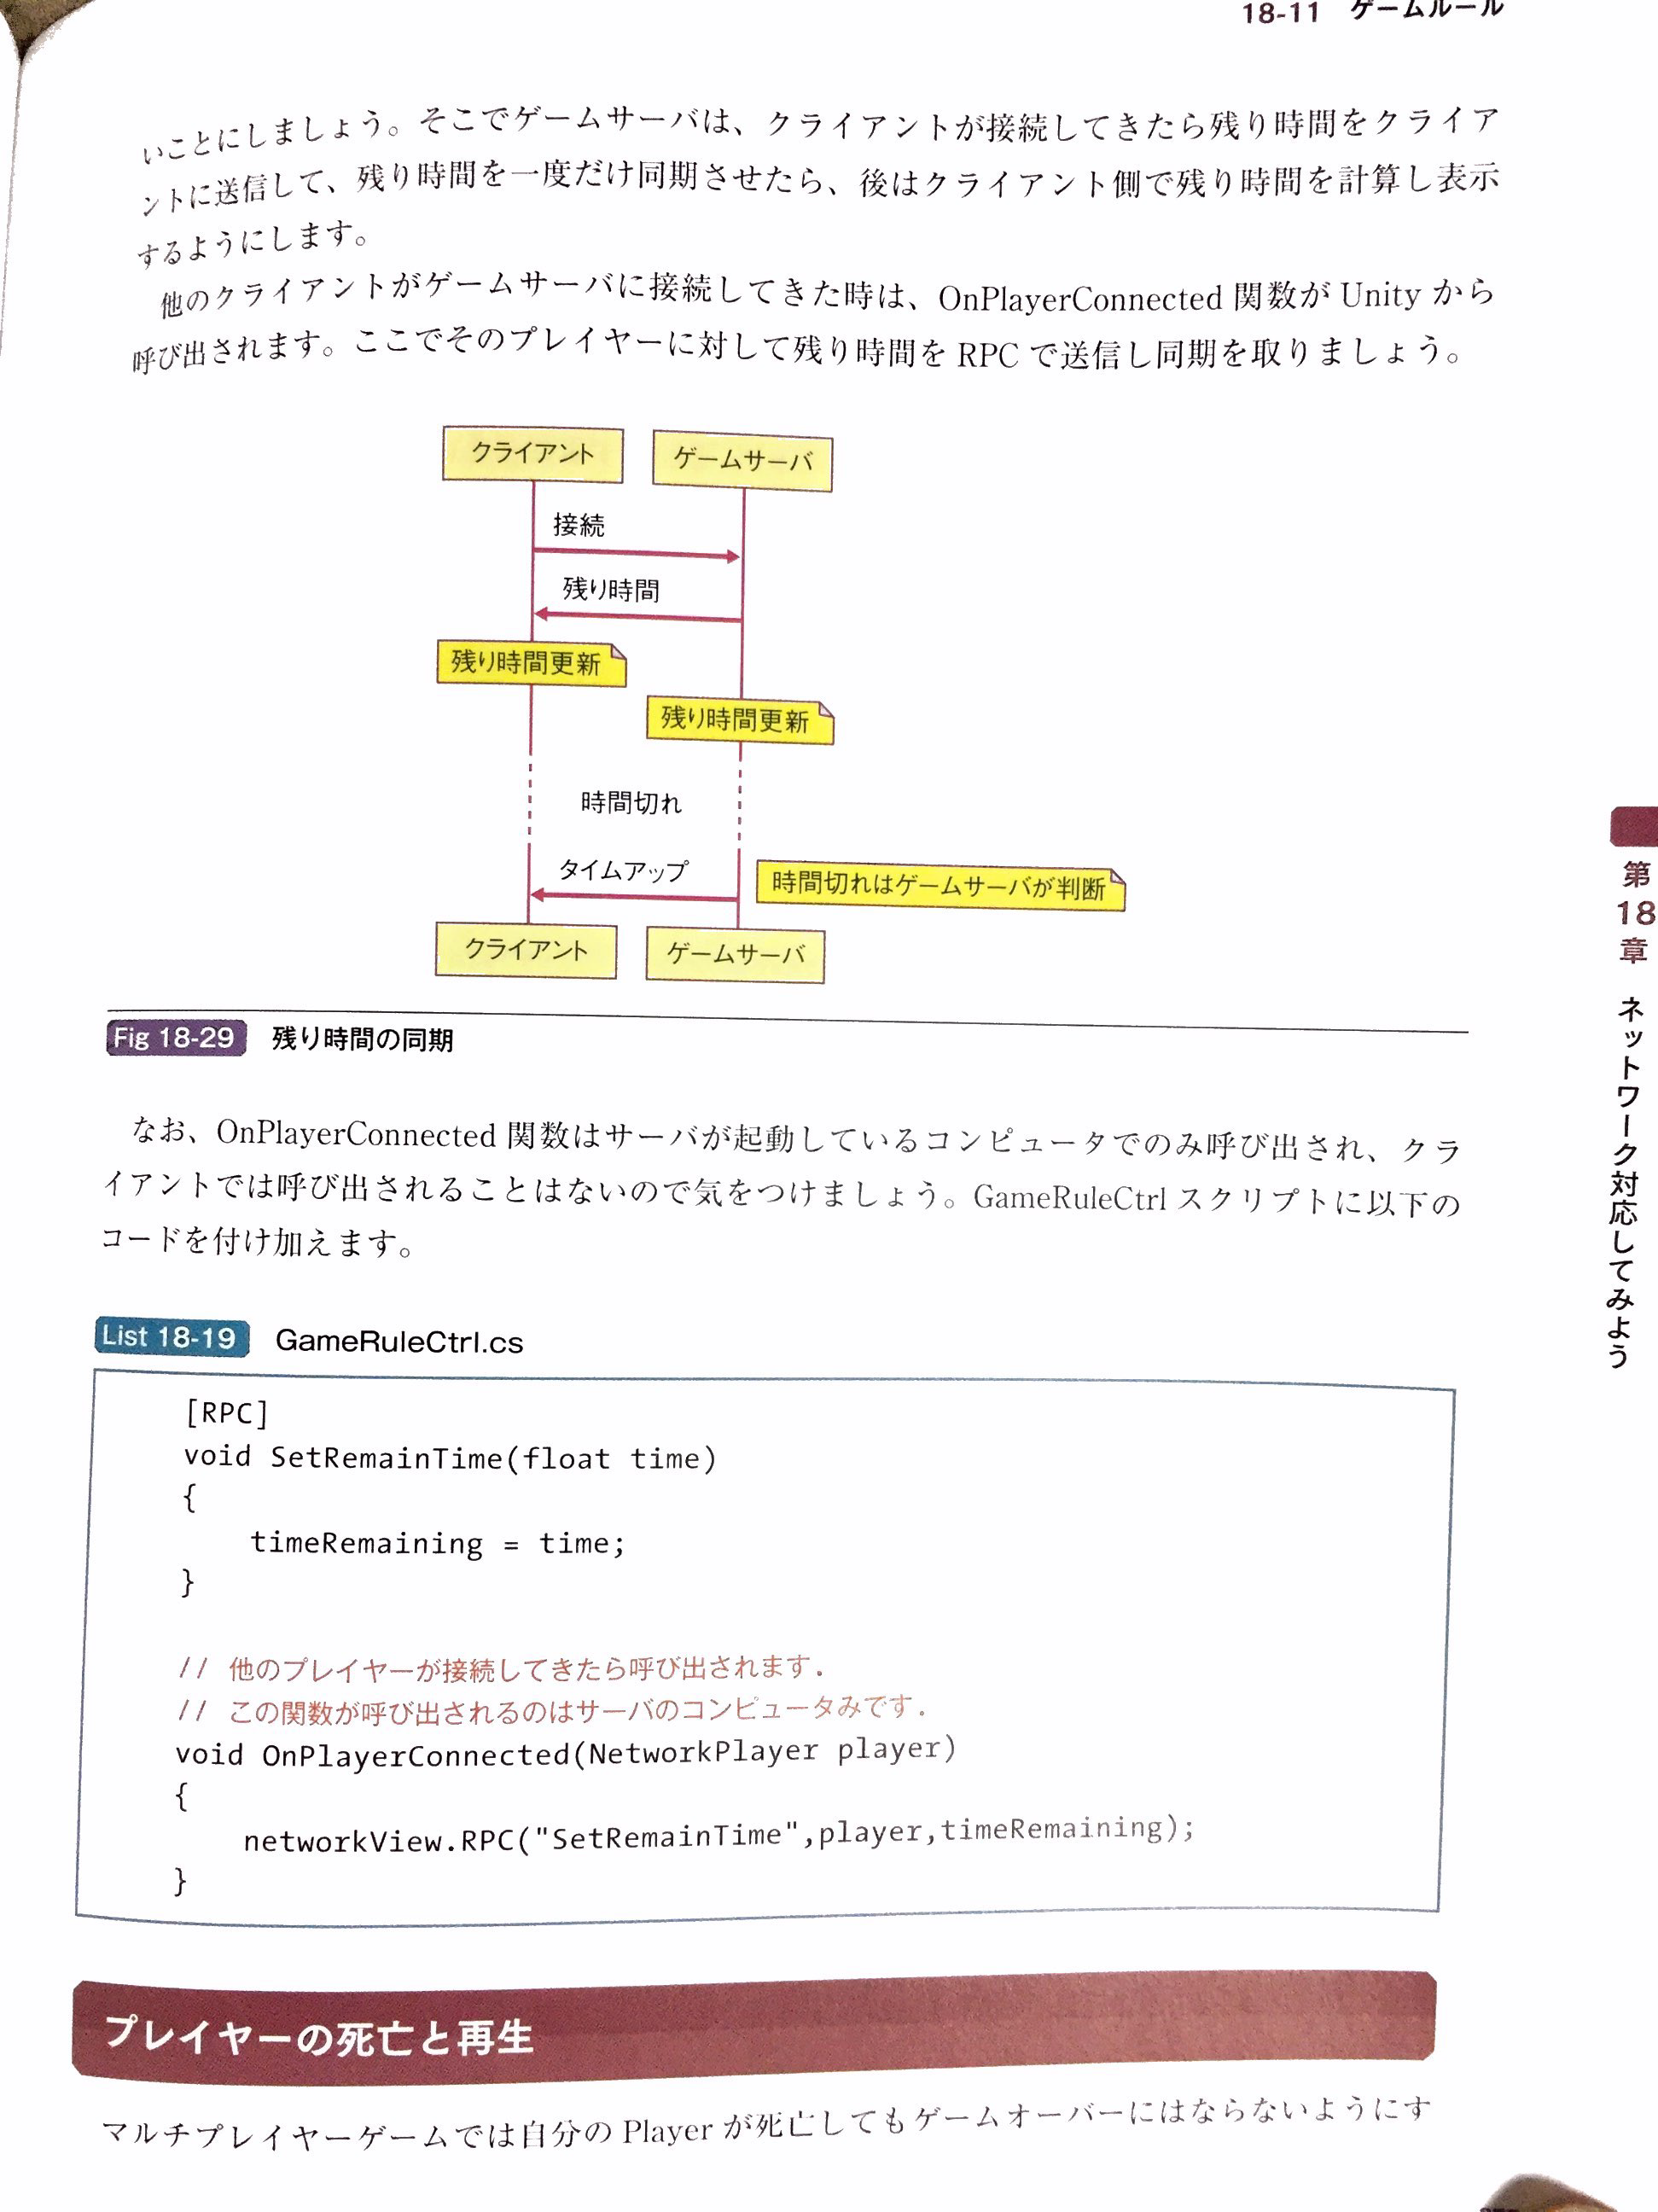 18-11 ゲームルール
いことにしましょう。そこでゲームサーバは、クライアントが接続してきたら残り時間をクライア
ントに送信して、残り時間を一度だけ同期させたら、後はクライアント側で残り時間を計算し表示
するようにします。
他のクライアントがゲームサーバに接続してきた時は、OnPlayerConnected 関数が Unity から
呼び出されます。ここでそのプレイヤーに対して残り時間を RPC で送信し同期を取りましょう。
クライアント
ゲームサーバ
接続
残り時間
残り時間更新
残り時間更新
時間切れ
タイムアップ
時間切れはゲームサーバが判断
クライアント
ゲームサーバ
Fig 18-29 残り時間の同期
なお、OnPlayerConnected 関数はサーバが起動しているコンピュータでのみ呼び出され、クラ
イアントでは呼び出されることはないので気をつけましょう。GameRuleCtrl スクリプトに以下の
コードを付け加えます。
List 18-19 GameRuleCtrl.cs
[RPC]
void SetRemainTime(float time)
{
timeRemaining = time;
}
// 他のプレイヤーが接続してきたら呼び出されます.
// この関数が呼び出されるのはサーバのコンピュータみです.
void OnPlayerConnected(NetworkPlayer player)
{
networkView.RPC("SetRemainTime",player,timeRemaining);
}
プレイヤーの死亡と再生
マルチプレイヤーゲームでは自分の Player が死亡してもゲームオーバーにはならないようにす
第18章 ネットワーク対応してみよう